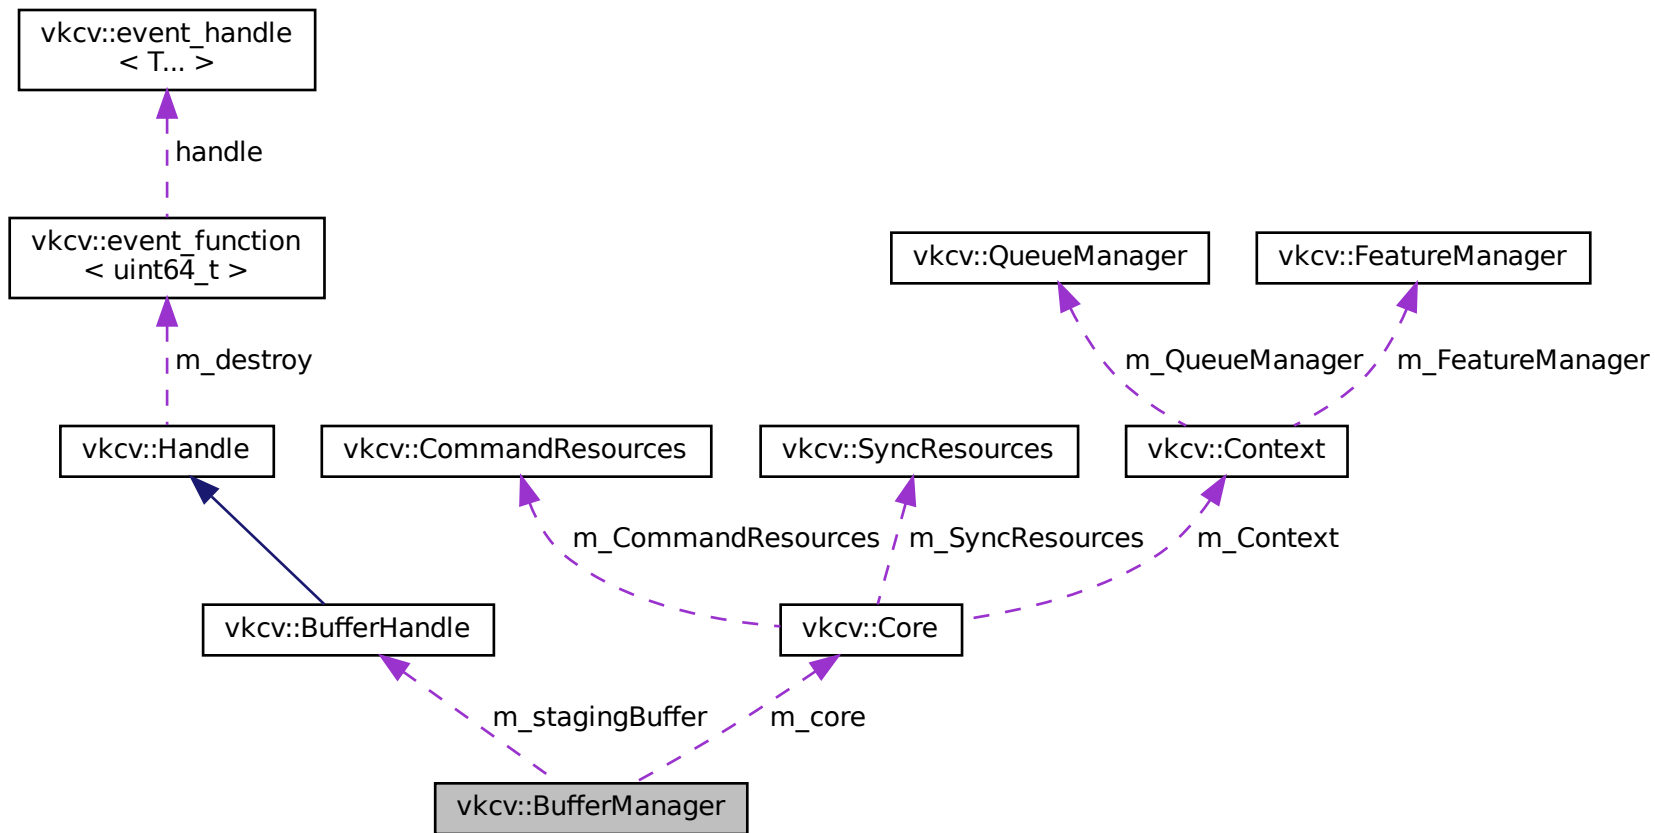 vkcv::event_handle
< T... >
handle
vkcv::event_function
< uint64_t >
vkcv::QueueManager
vkcv::FeatureManager
m_destroy
m_QueueManager
m_FeatureManager
vkcv::Handle
vkcv::CommandResources
vkcv::SyncResources
vkcv::Context
m_CommandResources
m_SyncResources
m_Context
vkcv::BufferHandle
vkcv::Core
m_stagingBuffer
m_core
vkcv::BufferManager